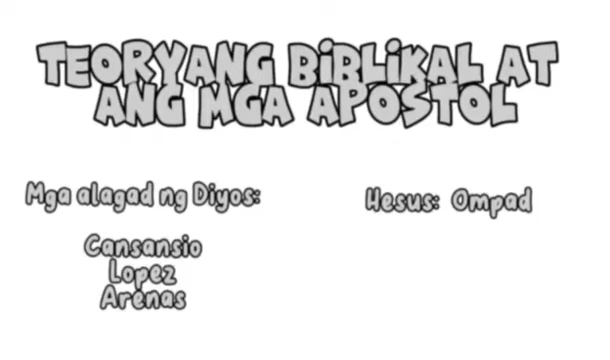 TEORYANG BIBLIKAL AT
ANG MGA APOSTOL
Mga alagad ng Diyos:
Hesus: Ompad
Cansansio
Lopez
Arenas